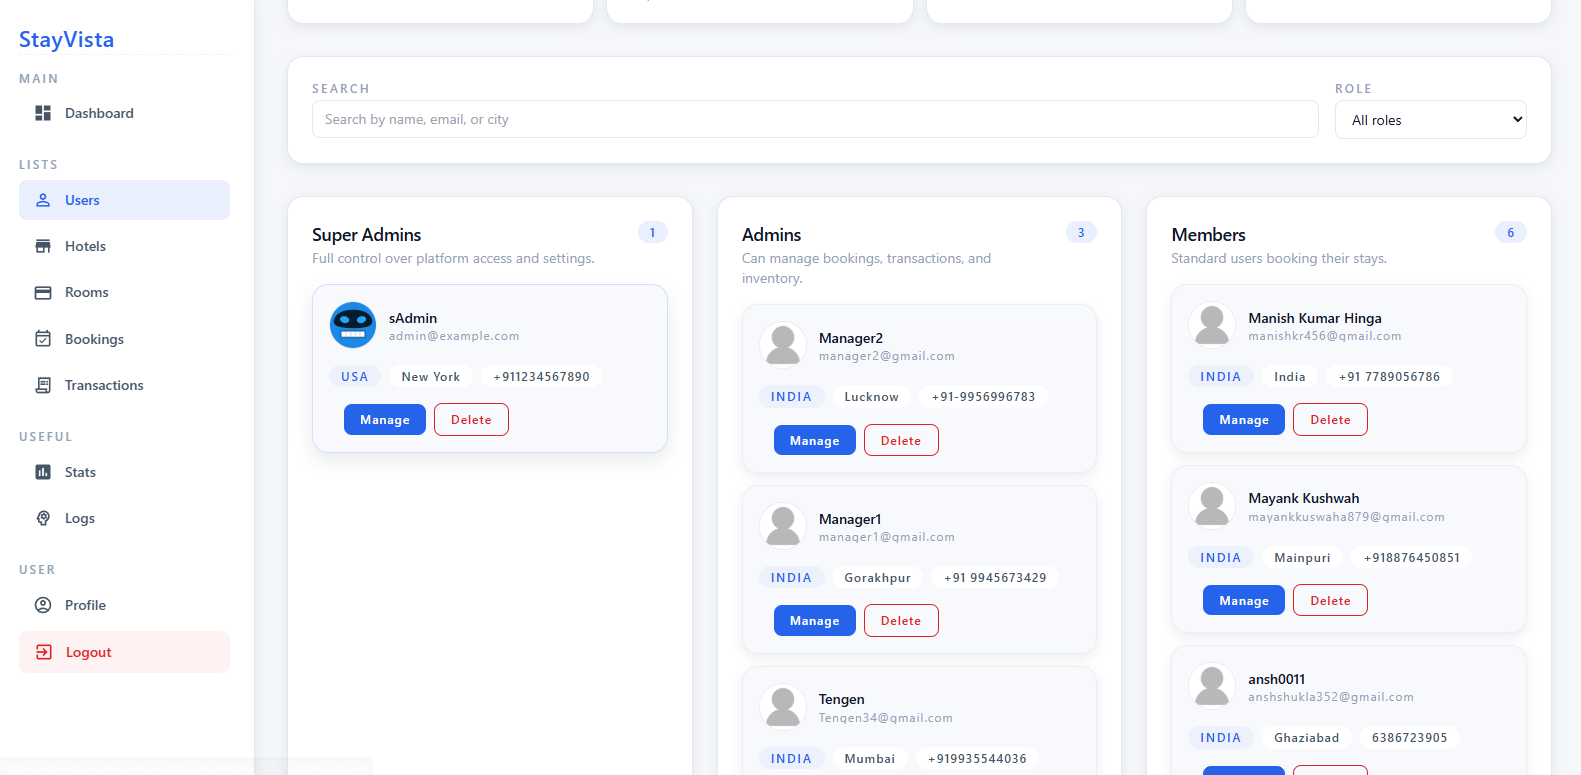 StayVista
MAIN
Dashboard
LISTS
Users
Hotels
Rooms
Bookings
Transactions
USEFUL
Stats
Logs
USER
Profile
Logout
SEARCH
Search by name, email, or city
ROLE
All roles
Super Admins
1
Full control over platform access and settings.
sAdmin
admin@example.com
USA
New York
+911234567890
Manage
Delete
Admins
3
Can manage bookings, transactions, and
inventory.
Manager2
manager2@gmail.com
INDIA
Lucknow
+91-9956996783
Manage
Delete
Manager1
manager1@gmail.com
INDIA
Gorakhpur
+91 9945673429
Manage
Delete
Tengen
Tengen34@gmail.com
INDIA
Mumbai
+919935544036
Members
6
Standard users booking their stays.
Manish Kumar Hinga
manishkr456@gmail.com
INDIA
India
+91 7789056786
Manage
Delete
Mayank Kushwah
mayankkuswaha879@gmail.com
INDIA
Mainpuri
+918876450851
Manage
Delete
ansh0011
anshshukla352@gmail.com
INDIA
Ghaziabad
6386723905